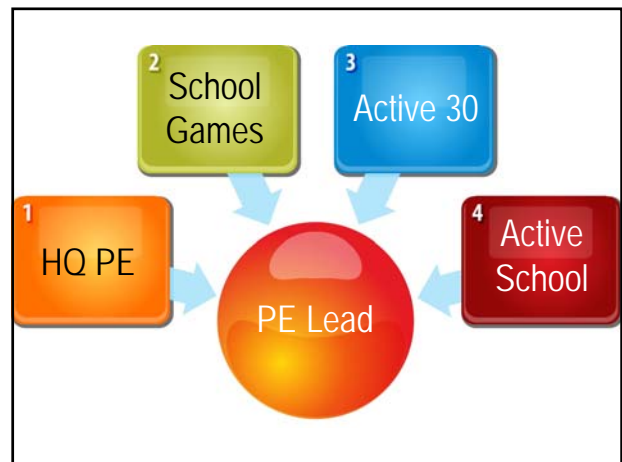 1
HQ PE
2
School
Games
3
Active 30
4
Active
School
PE Lead